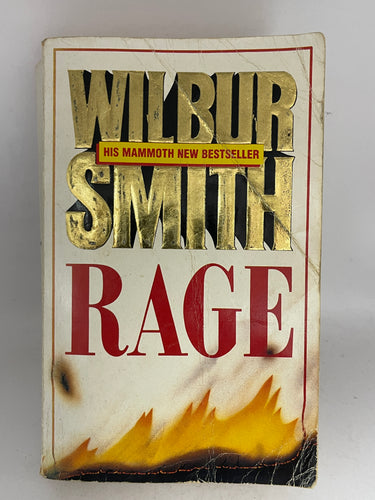 WILBUR
HIS MAMMOTH NEW BESTSELLER
SMITH
RAGE